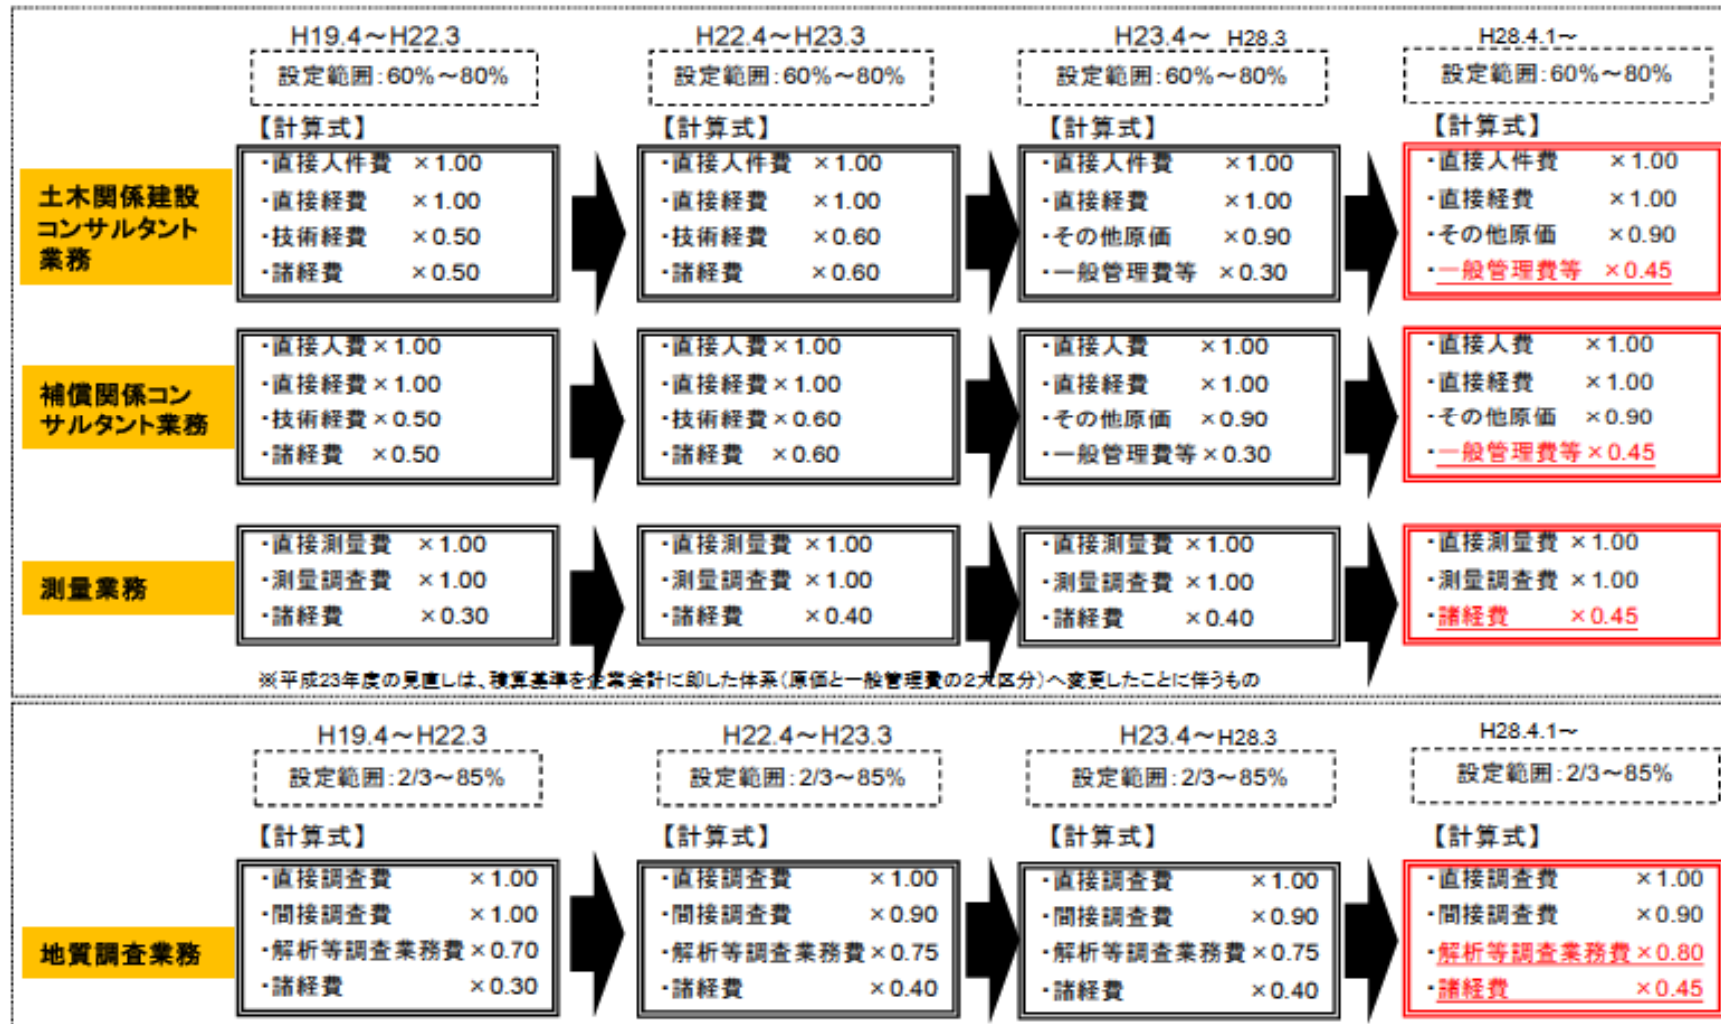 H19.4～H22.3
設定範囲:60%～80%
【計算式】
H22.4～H23.3
設定範囲:60%～80%
【計算式】
H23.4～ H28.3
設定範囲:60%～80%
【計算式】
H28.4.1～
設定範囲:60%～80%
【計算式】
土木関係建設
コンサルタント
業務
・直接人件費 ×1.00
・直接経費 ×1.00
・技術経費 ×0.50
・諸経費 ×0.50
・直接人件費 ×1.00
・直接経費 ×1.00
・技術経費 ×0.60
・諸経費 ×0.60
・直接人件費 ×1.00
・直接経費 ×1.00
・その他原価 ×0.90
・一般管理費等 ×0.30
・直接人件費 ×1.00
・直接経費 ×1.00
・その他原価 ×0.90
・一般管理費等 ×0.45
補償関係コン
サルタント業務
・直接人費×1.00
・直接経費×1.00
・技術経費×0.50
・諸経費 ×0.50
・直接人費×1.00
・直接経費×1.00
・技術経費×0.60
・諸経費 ×0.60
・直接人費 ×1.00
・直接経費 ×1.00
・その他原価 ×0.90
・一般管理費等×0.30
・直接人費 ×1.00
・直接経費 ×1.00
・その他原価 ×0.90
・一般管理費等×0.45
測量業務
・直接測量費 ×1.00
・測量調査費 ×1.00
・諸経費 ×0.30
・直接測量費 ×1.00
・測量調査費 ×1.00
・諸経費 ×0.40
・直接測量費 ×1.00
・測量調査費 ×1.00
・諸経費 ×0.40
・直接測量費 ×1.00
・測量調査費 ×1.00
・諸経費 ×0.45
※平成23年度の見直しは、積算基準を企業会計に即した体系(原価と一般管理費の2大区分)へ変更したことに伴うもの
H19.4～H22.3
設定範囲:2/3～85%
【計算式】
H22.4～H23.3
設定範囲:2/3～85%
【計算式】
H23.4～H28.3
設定範囲:2/3～85%
【計算式】
H28.4.1～
設定範囲:2/3～85%
【計算式】
地質調査業務
・直接調査費 ×1.00
・間接調査費 ×1.00
・解析等調査業務費×0.70
・諸経費 ×0.30
・直接調査費 ×1.00
・間接調査費 ×0.90
・解析等調査業務費×0.75
・諸経費 ×0.40
・直接調査費 ×1.00
・間接調査費 ×0.90
・解析等調査業務費×0.75
・諸経費 ×0.40
・直接調査費 ×1.00
・間接調査費 ×0.90
・解析等調査業務費×0.80
・諸経費 ×0.45